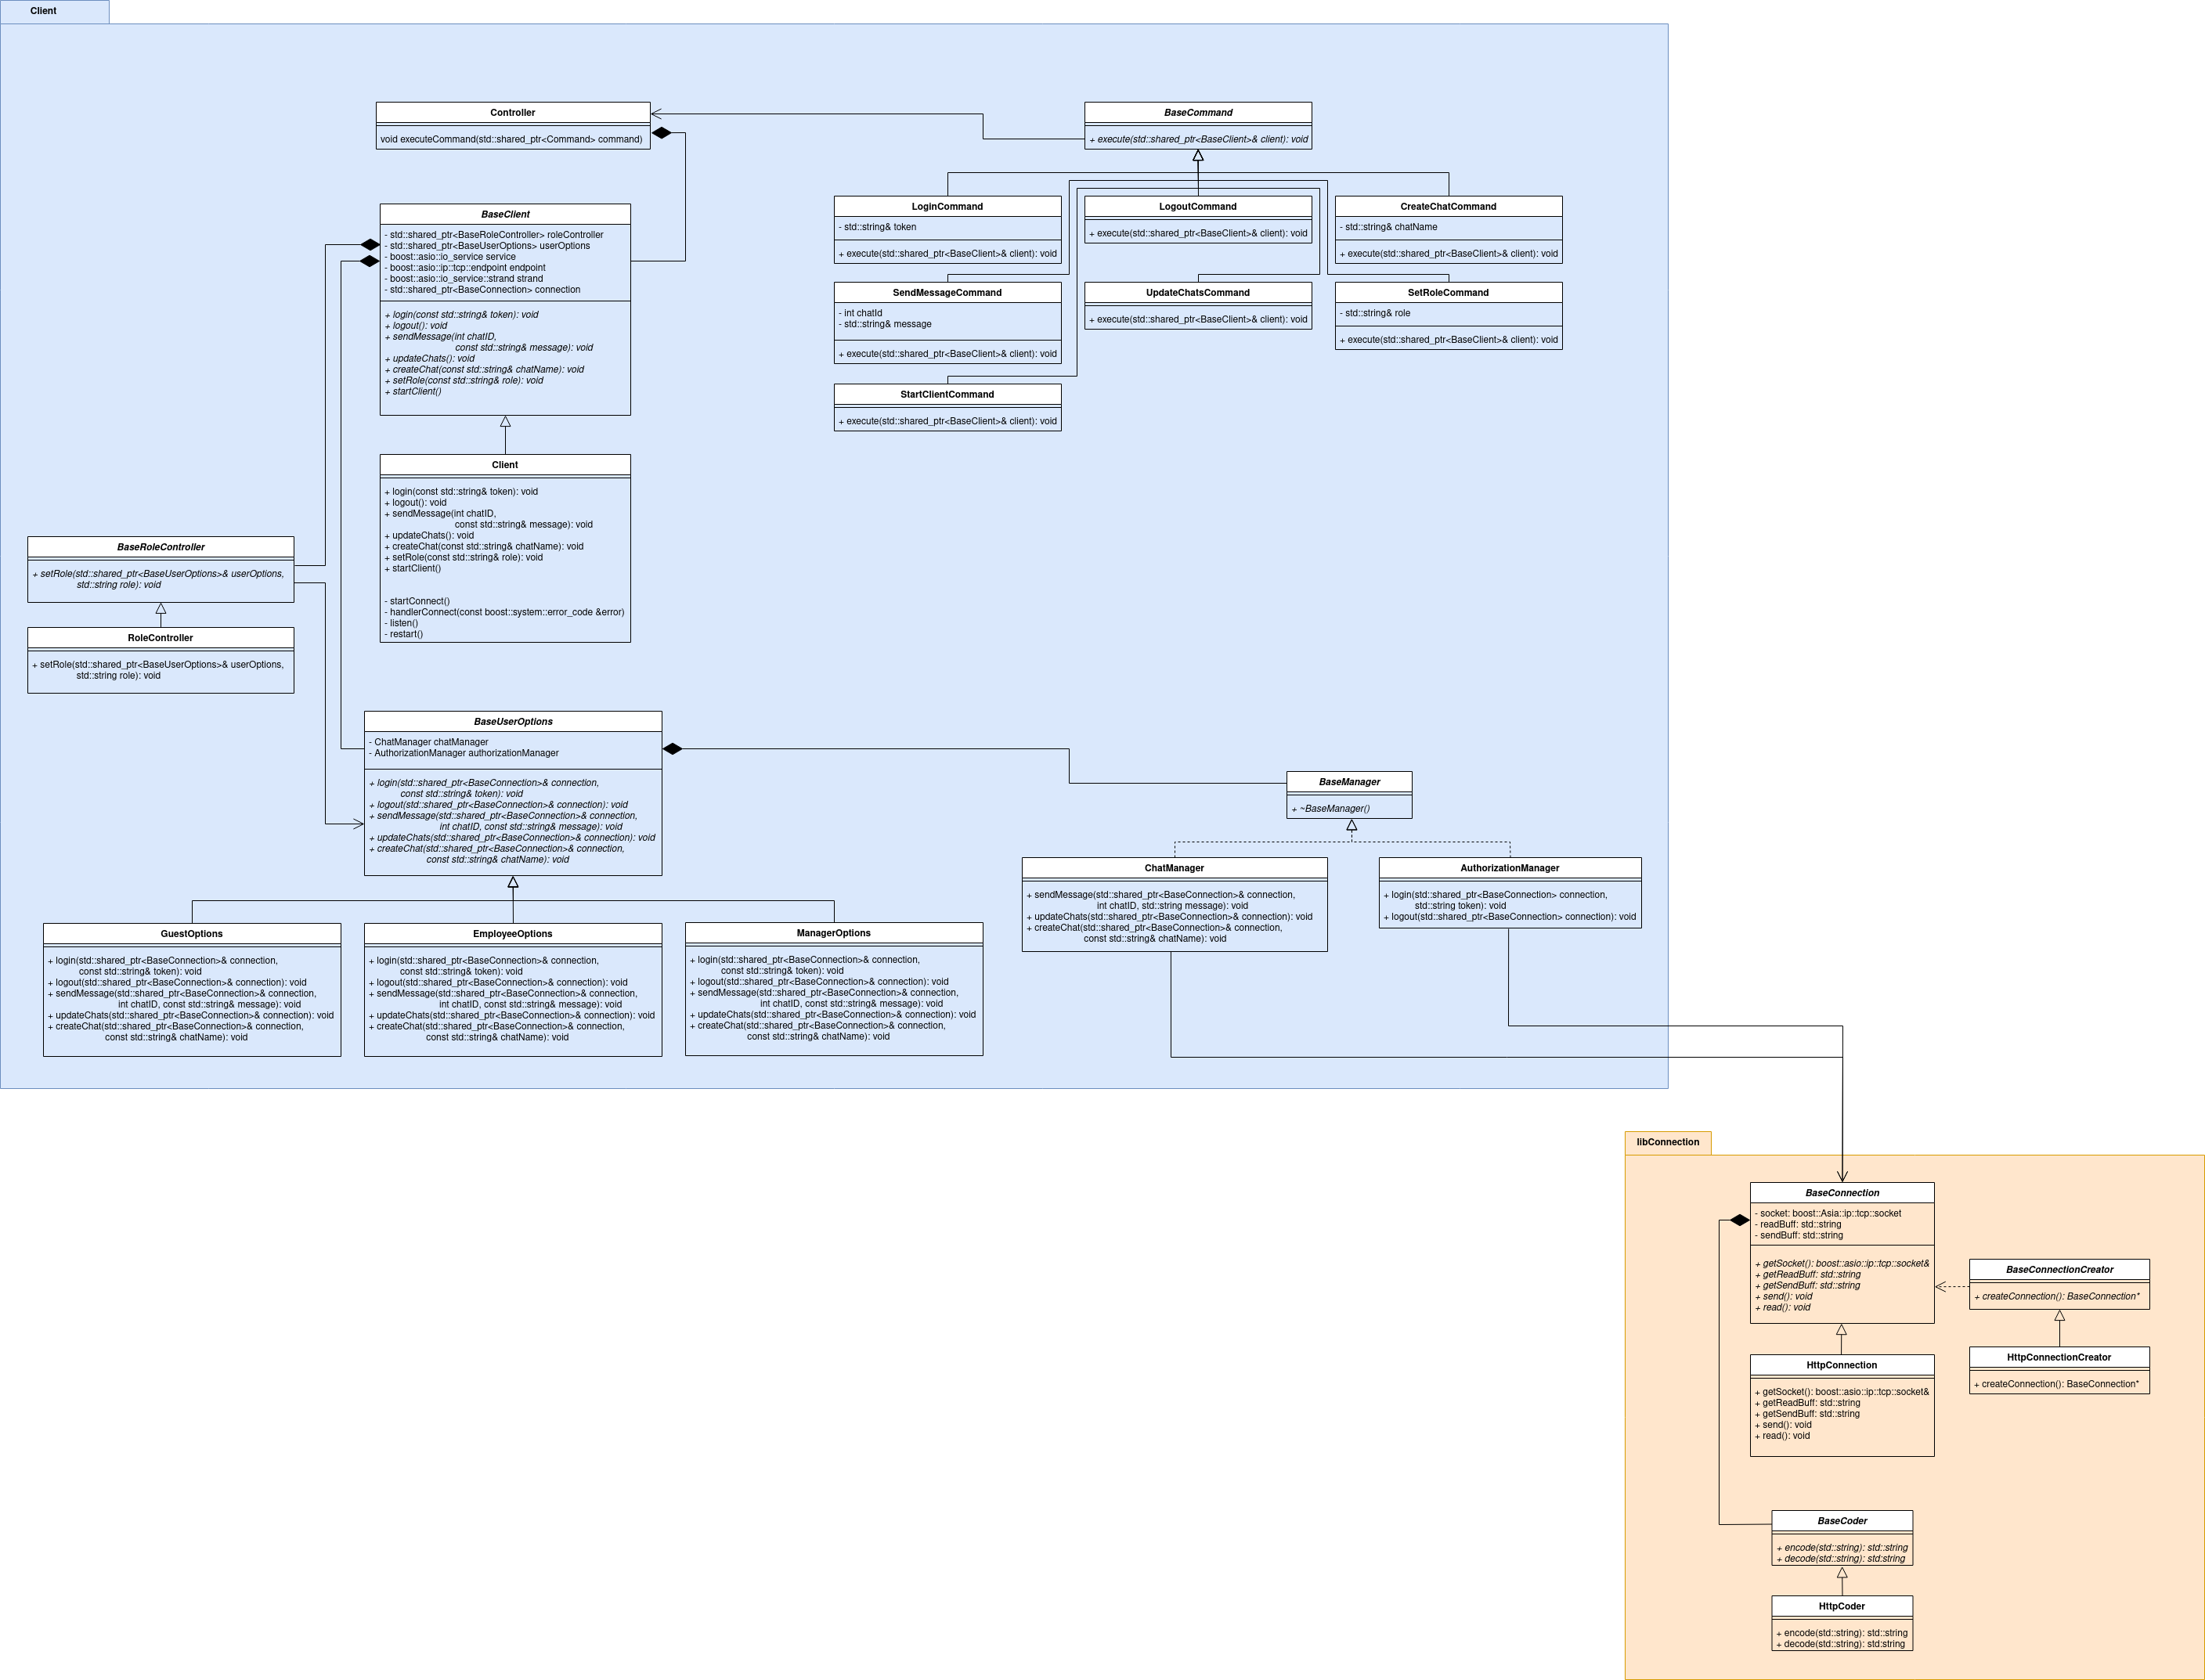 Client
Controller
void executeCommand(std::shared_ptr<Command> command)
BaseCommand
+ execute(std::shared_ptr<BaseClient>& client): void
LoginCommand
- std::string& token
+ execute(std::shared_ptr<BaseClient>& client): void
LogoutCommand
+ execute(std::shared_ptr<BaseClient>& client): void
CreateChatCommand
- std::string& chatName
+ execute(std::shared_ptr<BaseClient>& client): void
SendMessageCommand
- int chatId
- std::string& message
+ execute(std::shared_ptr<BaseClient>& client): void
UpdateChatsCommand
+ execute(std::shared_ptr<BaseClient>& client): void
SetRoleCommand
- std::string& role
+ execute(std::shared_ptr<BaseClient>& client): void
StartClientCommand
+ execute(std::shared_ptr<BaseClient>& client): void
BaseClient
- std::shared_ptr<BaseRoleController> roleController
- std::shared_ptr<BaseUserOptions> userOptions
- boost::asio::io_service service
- boost::asio::ip::tcp::endpoint endpoint
- boost::asio::io_service::strand strand
- std::shared_ptr<BaseConnection> connection
+ login(const std::string& token): void
+ logout(): void
+ sendMessage(int chatID,
const std::string& message): void
+ updateChats(): void
+ createChat(const std::string& chatName): void
+ setRole(const std::string& role): void
+ startClient()
Client
+ login(const std::string& token): void
+ logout(): void
+ sendMessage(int chatID,
const std::string& message): void
+ updateChats(): void
+ createChat(const std::string& chatName): void
+ setRole(const std::string& role): void
+ startClient()
- startConnect()
- handlerConnect(const boost::system::error_code &error)
- listen()
- restart()
BaseRoleController
+ setRole(std::shared_ptr<BaseUserOptions>& userOptions,
std::string role): void
RoleController
+ setRole(std::shared_ptr<BaseUserOptions>& userOptions,
std::string role): void
BaseUserOptions
- ChatManager chatManager
- AuthorizationManager authorizationManager
+ login(std::shared_ptr<BaseConnection>& connection,
const std::string& token): void
+ logout(std::shared_ptr<BaseConnection>& connection): void
+ sendMessage(std::shared_ptr<BaseConnection>& connection,
int chatID, const std::string& message): void
+ updateChats(std::shared_ptr<BaseConnection>& connection): void
+ createChat(std::shared_ptr<BaseConnection>& connection,
const std::string& chatName): void
BaseManager
+ ~BaseManager()
ChatManager
+ sendMessage(std::shared_ptr<BaseConnection>& connection,
int chatID, std::string message): void
+ updateChats(std::shared_ptr<BaseConnection>& connection): void
+ createChat(std::shared_ptr<BaseConnection>& connection,
const std::string& chatName): void
AuthorizationManager
+ login(std::shared_ptr<BaseConnection> connection,
std::string token): void
+ logout(std::shared_ptr<BaseConnection> connection): void
GuestOptions
+ login(std::shared_ptr<BaseConnection>& connection,
const std::string& token): void
+ logout(std::shared_ptr<BaseConnection>& connection): void
+ sendMessage(std::shared_ptr<BaseConnection>& connection,
int chatID, const std::string& message): void
+ updateChats(std::shared_ptr<BaseConnection>& connection): void
+ createChat(std::shared_ptr<BaseConnection>& connection,
const std::string& chatName): void
EmployeeOptions
+ login(std::shared_ptr<BaseConnection>& connection,
const std::string& token): void
+ logout(std::shared_ptr<BaseConnection>& connection): void
+ sendMessage(std::shared_ptr<BaseConnection>& connection,
int chatID, const std::string& message): void
+ updateChats(std::shared_ptr<BaseConnection>& connection): void
+ createChat(std::shared_ptr<BaseConnection>& connection,
const std::string& chatName): void
ManagerOptions
+ login(std::shared_ptr<BaseConnection>& connection,
const std::string& token): void
+ logout(std::shared_ptr<BaseConnection>& connection): void
+ sendMessage(std::shared_ptr<BaseConnection>& connection,
int chatID, const std::string& message): void
+ updateChats(std::shared_ptr<BaseConnection>& connection): void
+ createChat(std::shared_ptr<BaseConnection>& connection,
const std::string& chatName): void
libConnection
BaseConnection
- socket: boost::Asia::ip::tcp::socket
- readBuff: std::string
- sendBuff: std::string
+ getSocket(): boost::asio::ip::tcp::socket&
+ getReadBuff: std::string
+ getSendBuff: std::string
+ send(): void
+ read(): void
BaseConnectionCreator
+ createConnection(): BaseConnection*
HttpConnection
+ getSocket(): boost::asio::ip::tcp::socket&
+ getReadBuff: std::string
+ getSendBuff: std::string
+ send(): void
+ read(): void
HttpConnectionCreator
+ createConnection(): BaseConnection*
BaseCoder
+ encode(std::string): std::string
+ decode(std::string): std:string
HttpCoder
+ encode(std::string): std::string
+ decode(std::string): std:string